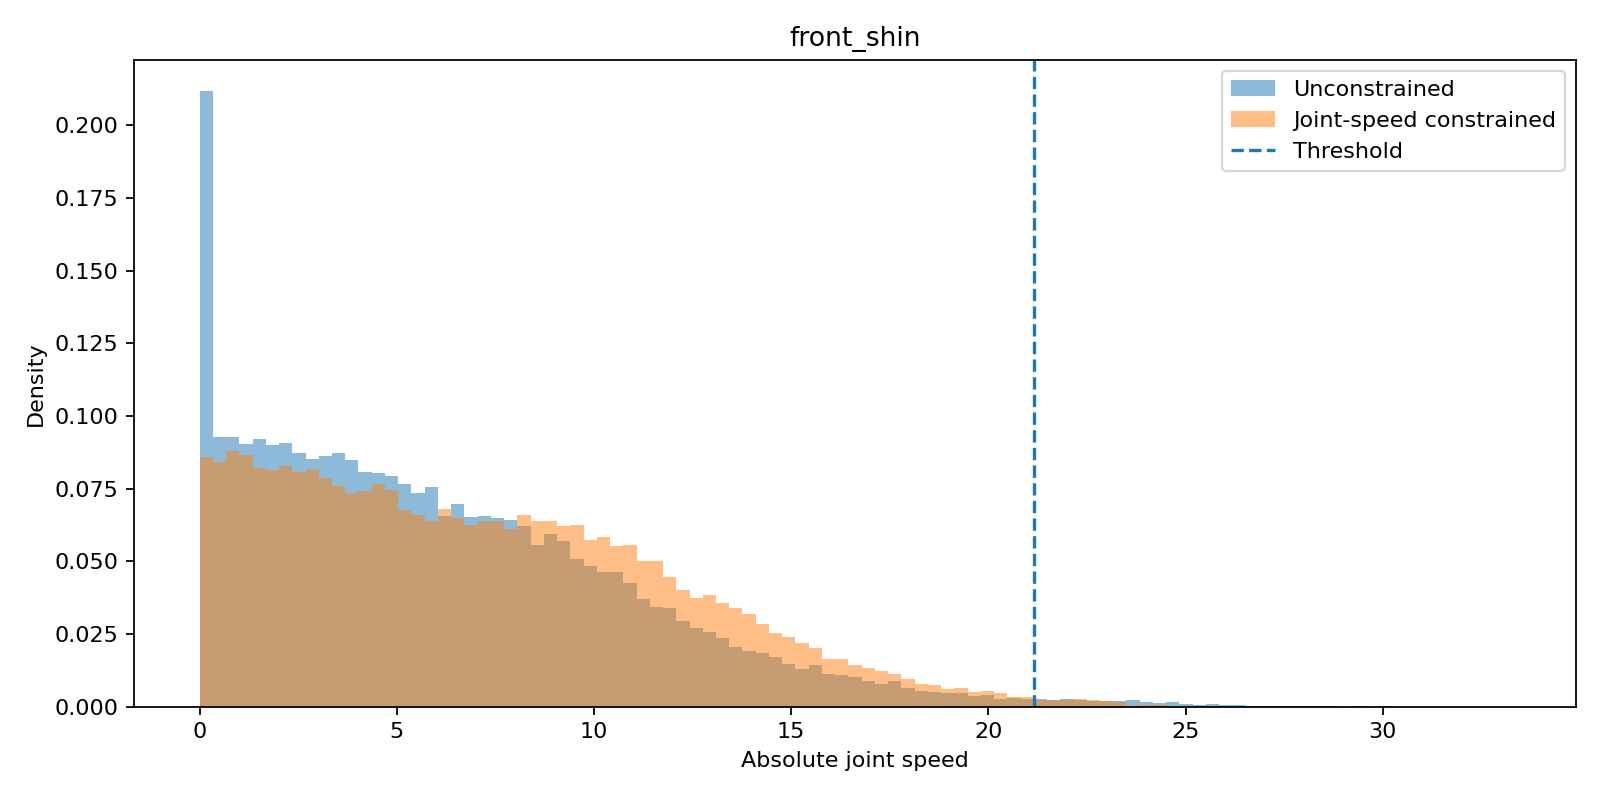 front_shin
Unconstrained
Joint-speed constrained
Threshold
0.200
0.175
0.150
0.125
0.100
0.075
0.050
0.025
0.000
Density
0 5 10 15 20 25 30
Absolute joint speed